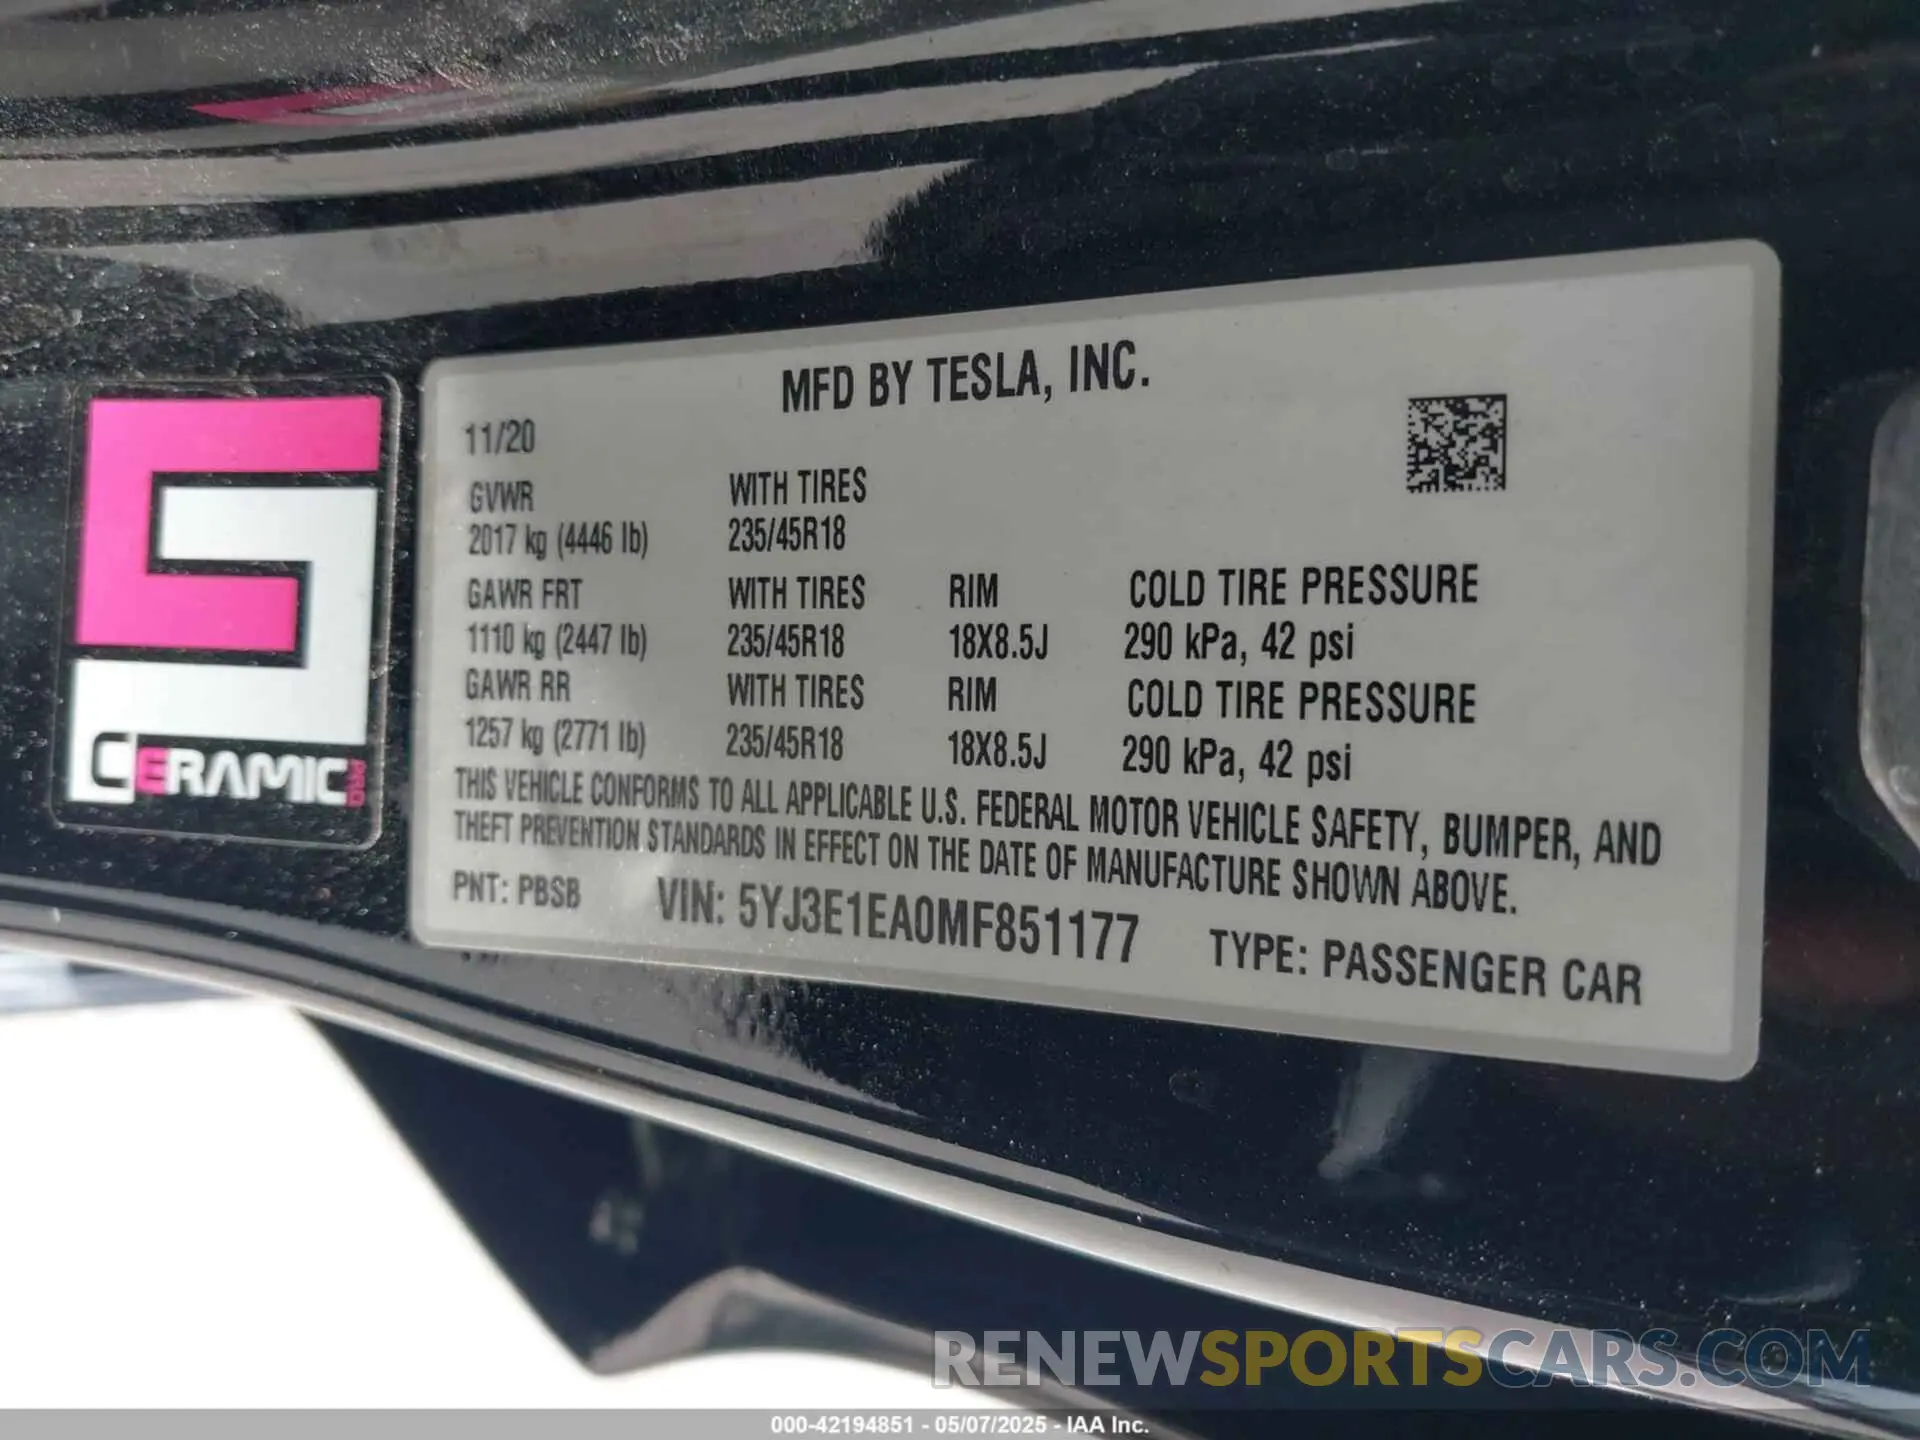 MFD BY TESLA, INC.
11/20
GVWR WITH TIRES
2017 kg (4446 lb) 235/45R18
GAWR FRT WITH TIRES RIM COLD TIRE PRESSURE
1110 kg (2447 lb) 235/45R18 18X8.5J 290 kPa, 42 psi
GAWR RR WITH TIRES RIM COLD TIRE PRESSURE
1257 kg (2771 lb) 235/45R18 18X8.5J 290 kPa, 42 psi
THIS VEHICLE CONFORMS TO ALL APPLICABLE U.S. FEDERAL MOTOR VEHICLE SAFETY, BUMPER, AND
THEFT PREVENTION STANDARDS IN EFFECT ON THE DATE OF MANUFACTURE SHOWN ABOVE.
PNT: PBSB VIN: 5YJ3E1EA0MF851177 TYPE: PASSENGER CAR
CERAMIC PRO
RENEWSPORTSCARS.COM
000-42194851 - 05/07/2025 - IAA Inc.